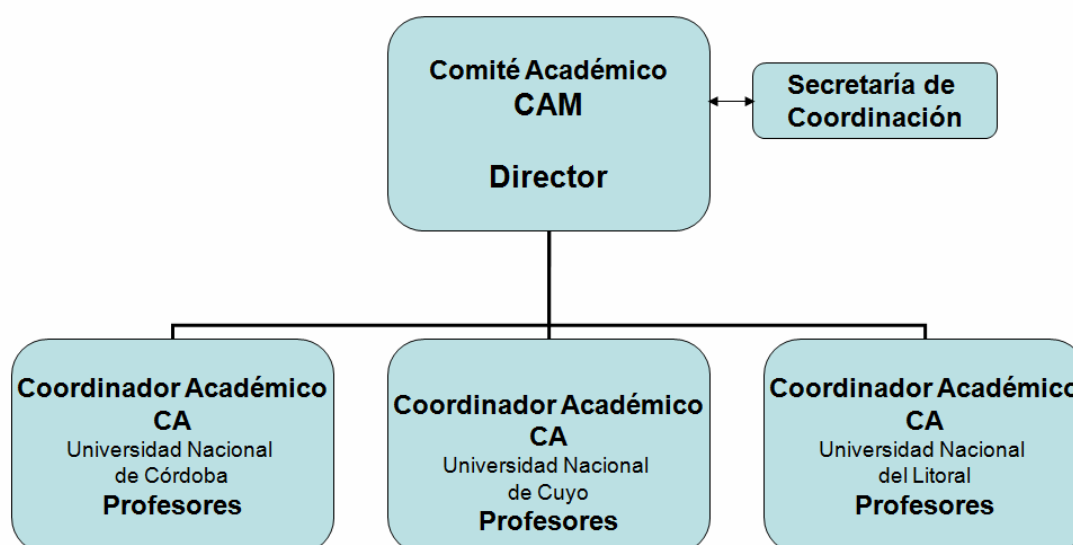 Comité Académico
CAM
Director
Secretaría de
Coordinación
Coordinador Académico
CA
Universidad Nacional
de Córdoba
Profesores
Coordinador Académico
CA
Universidad Nacional
de Cuyo
Profesores
Coordinador Académico
CA
Universidad Nacional
del Litoral
Profesores